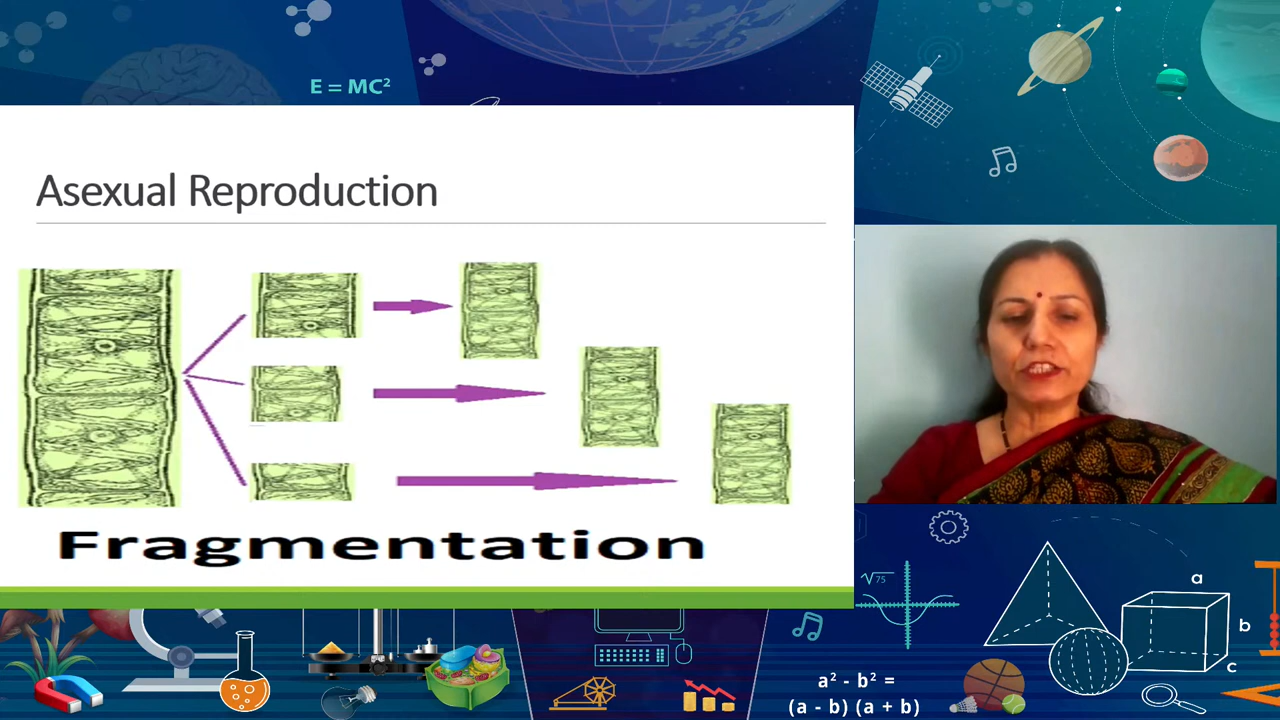 E = MC²
Asexual Reproduction
Fragmentation
√75
a
b
c
a² - b² =
(a - b) (a + b)